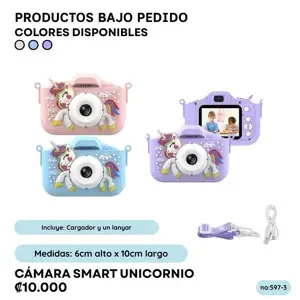 PRODUCTOS BAJO PEDIDO
COLORES DISPONIBLES
Incluye: Cargador y un lanyar
Medidas: 6cm alto x 10cm largo
CÁMARA SMART UNICORNIO
₡10.000
no:597-3